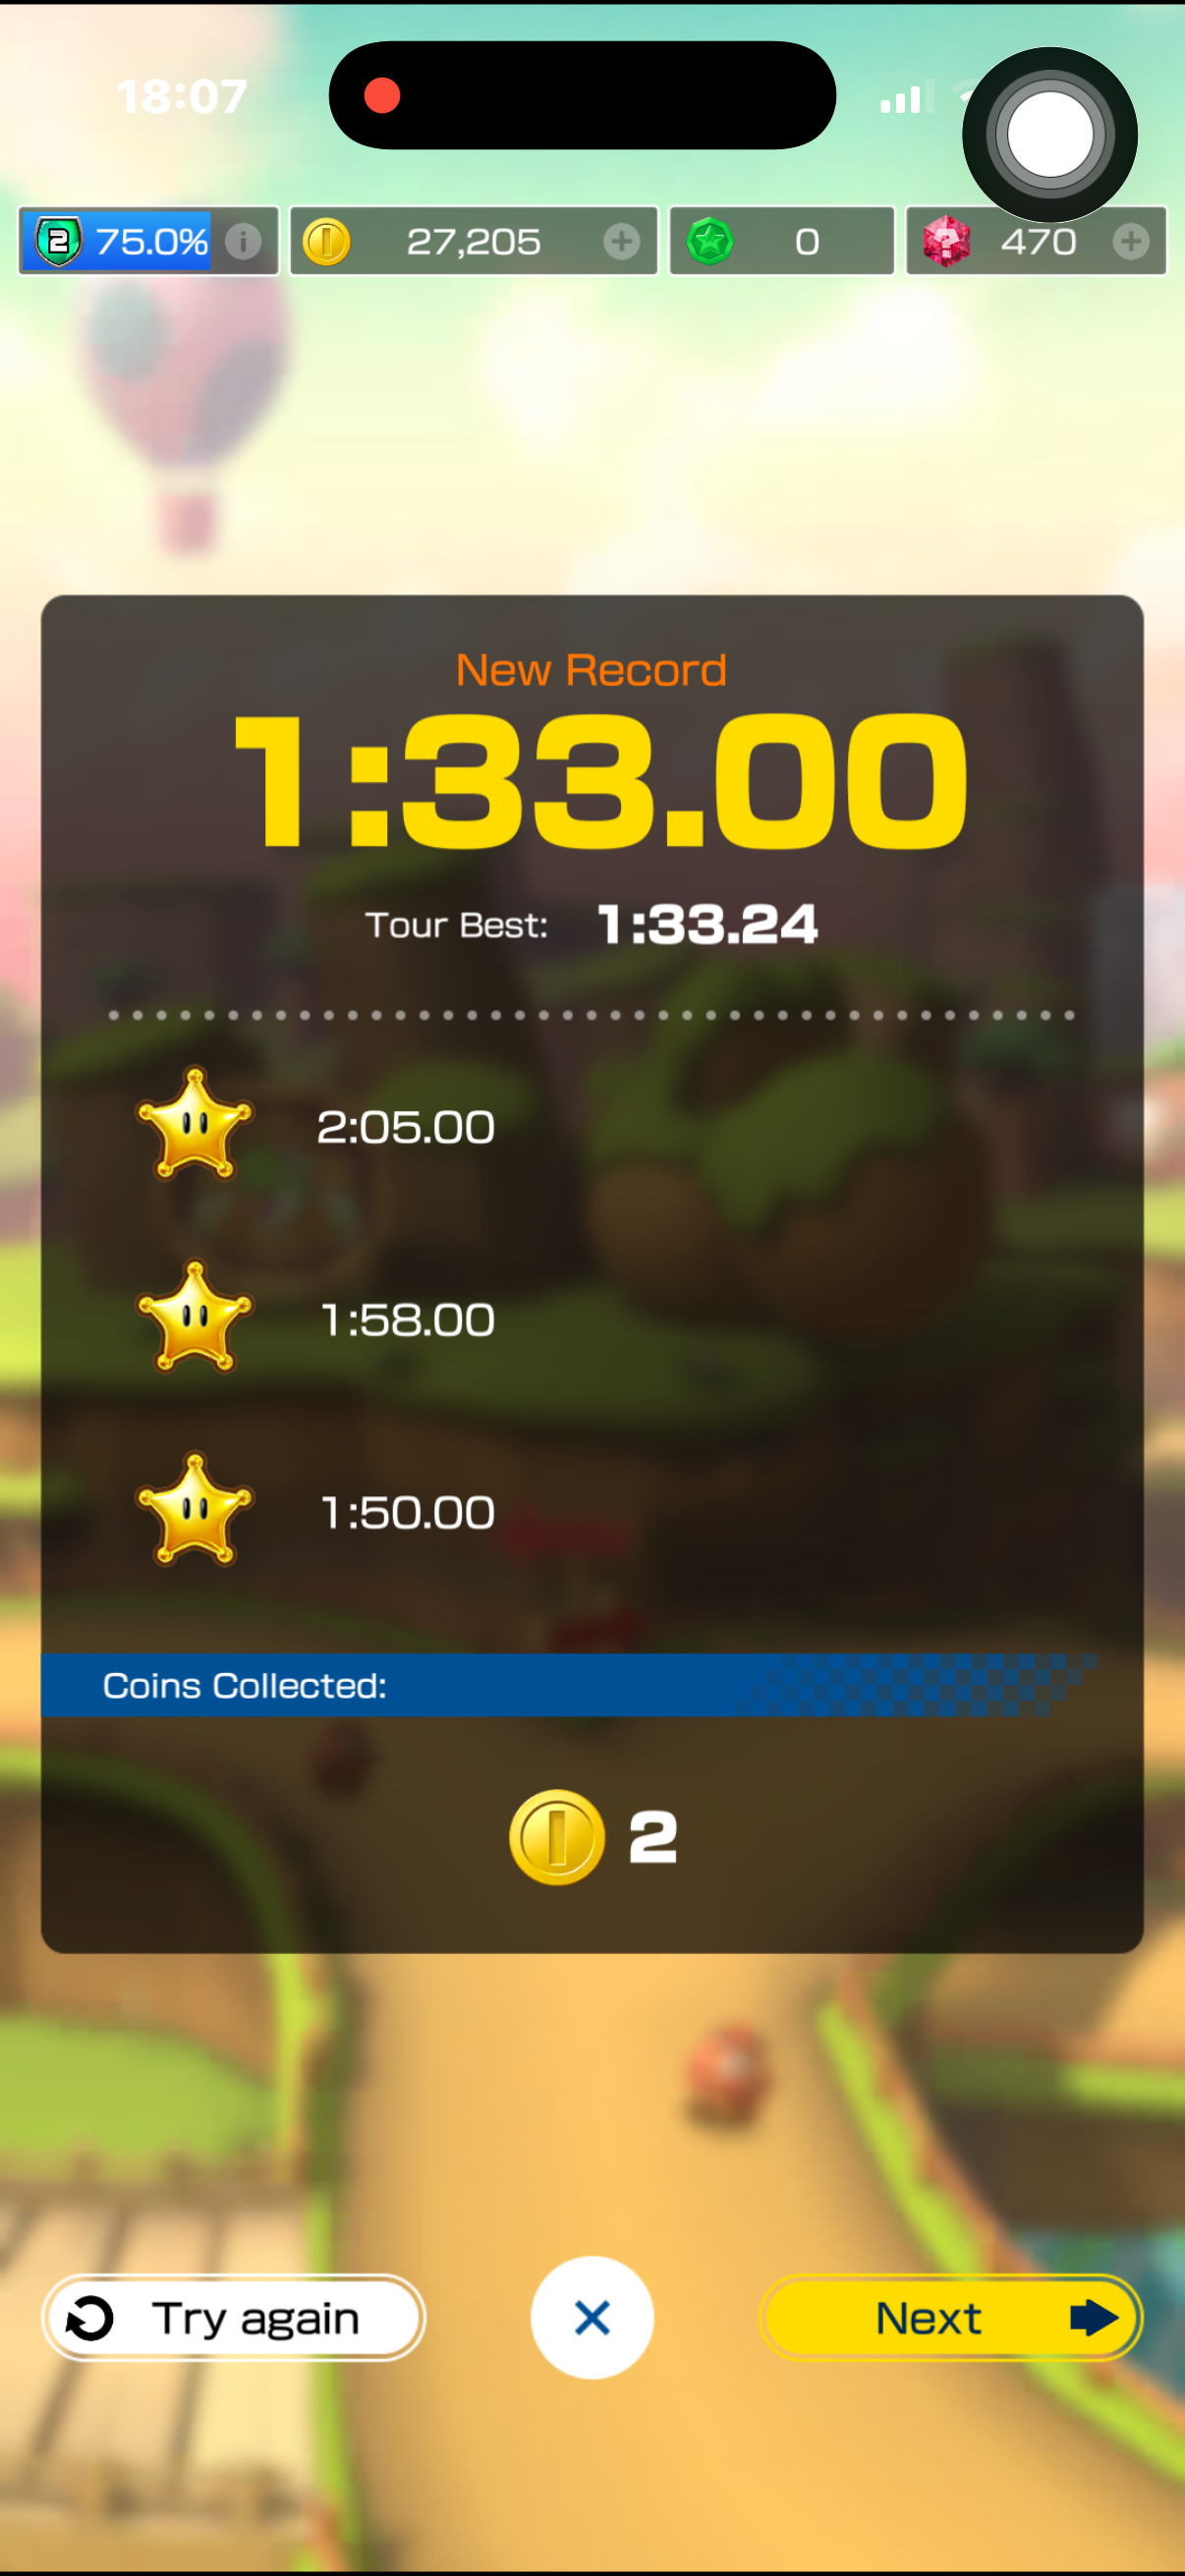 18:07
2 75.0% i 27,205 + 0 ? 470 +
New Record
1:33.00
Tour Best: 1:33.24
2:05.00
1:58.00
1:50.00
Coins Collected:
2
Try again × Next